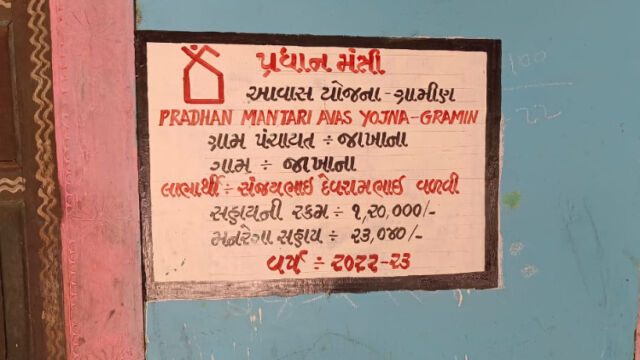 પ્રધાન મંત્રી
આવાસ યોજના-ગ્રામીણ
PRADHAN MANTARI AVAS YOJNA-GRAMIN
ગ્રામ પંચાયત ÷ જાખાના
ગામ ÷ જાખાના
લાભાર્થી ÷ સંજયભાઇ દેવરામભાઇ વળવી
સહાયની રકમ ÷ ૧,૨૦,૦૦૦/-
મનરેગા સહાય ÷ ૨૩,૦૪૦/-
વર્ષ ÷ ૨૦૨૨-૨૩